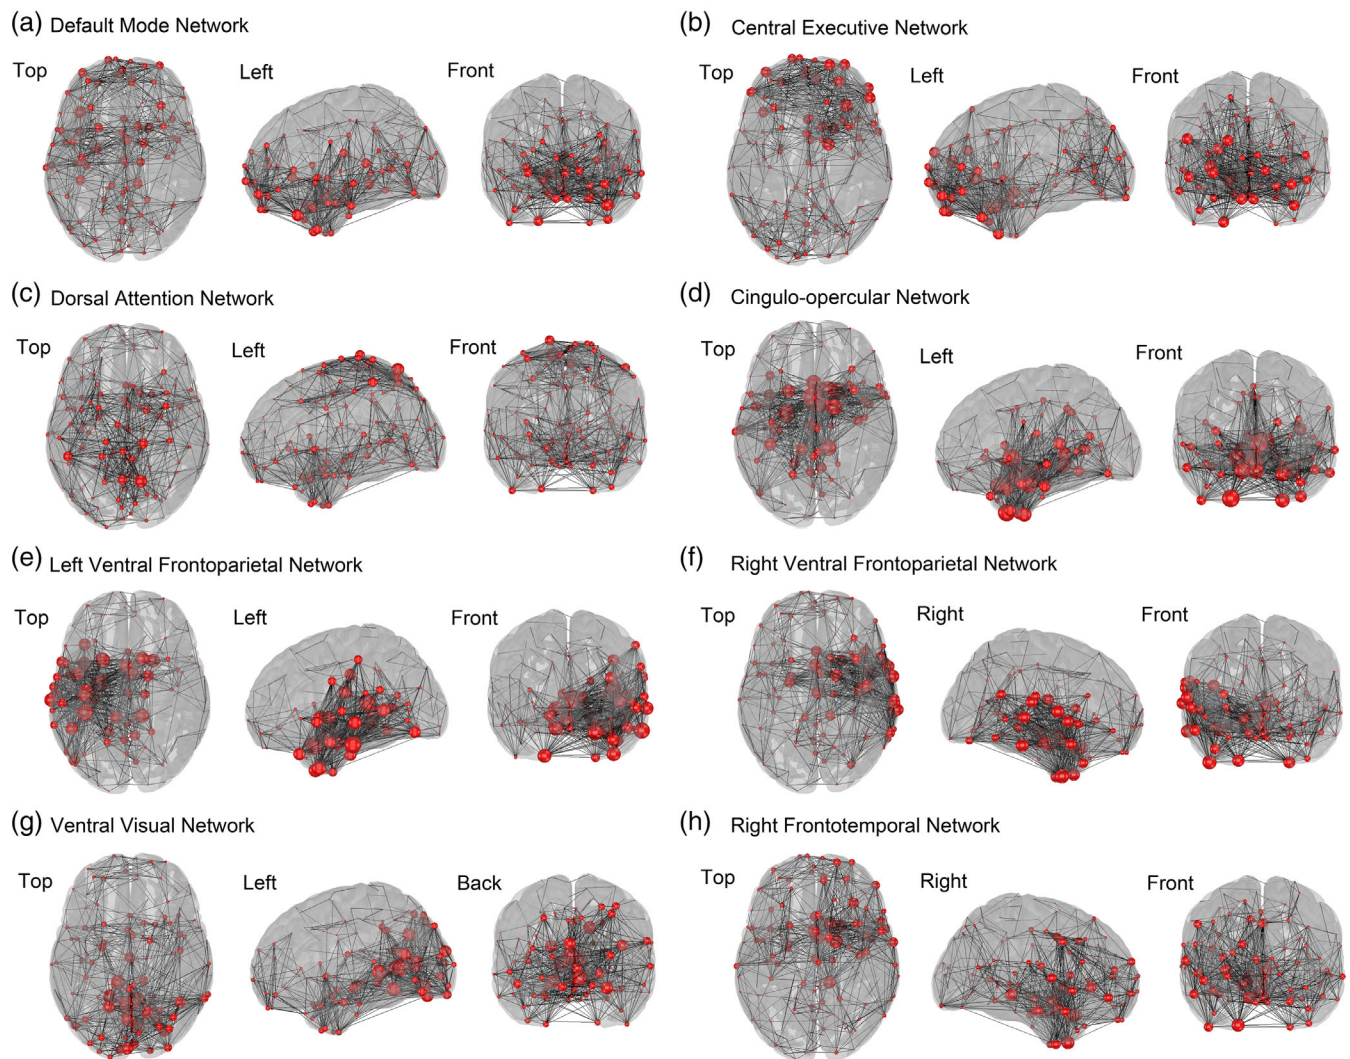 (a) Default Mode Network
Top Left Front
(b) Central Executive Network
Top Left Front
(c) Dorsal Attention Network
Top Left Front
(d) Cingulo-opercular Network
Top Left Front
(e) Left Ventral Frontoparietal Network
Top Left Front
(f) Right Ventral Frontoparietal Network
Top Right Front
(g) Ventral Visual Network
Top Left Back
(h) Right Frontotemporal Network
Top Right Front